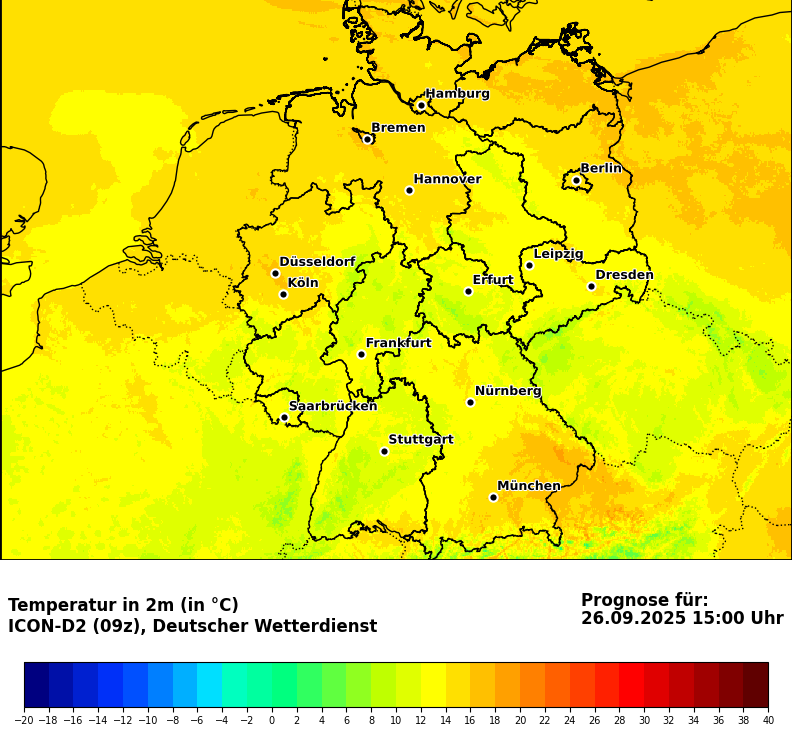 Hamburg
Bremen
Berlin
Hannover
Leipzig
Düsseldorf
Dresden
Köln
Erfurt
Frankfurt
Nürnberg
Saarbrücken
Stuttgart
München
Temperatur in 2m (in °C)
ICON-D2 (09z), Deutscher Wetterdienst
Prognose für:
26.09.2025 15:00 Uhr
−20 −18 −16 −14 −12 −10 −8 −6 −4 −2 0 2 4 6 8 10 12 14 16 18 20 22 24 26 28 30 32 34 36 38 40